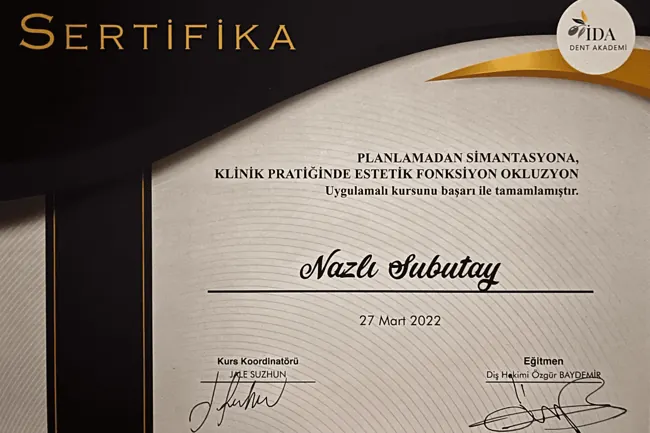 SERTİFİKA
İDA
DENT AKADEMİ
PLANLAMADAN SİMANTASYONA,
KLİNİK PRATİĞİNDE ESTETİK FONKSİYON OKLUZYON
Uygulamalı kursunu başarı ile tamamlamıştır.
Nazlı Subutay
27 Mart 2022
Kurs Koordinatörü
JALE SUZHUN
Eğitmen
Diş Hekimi Özgür BAYDEMİR